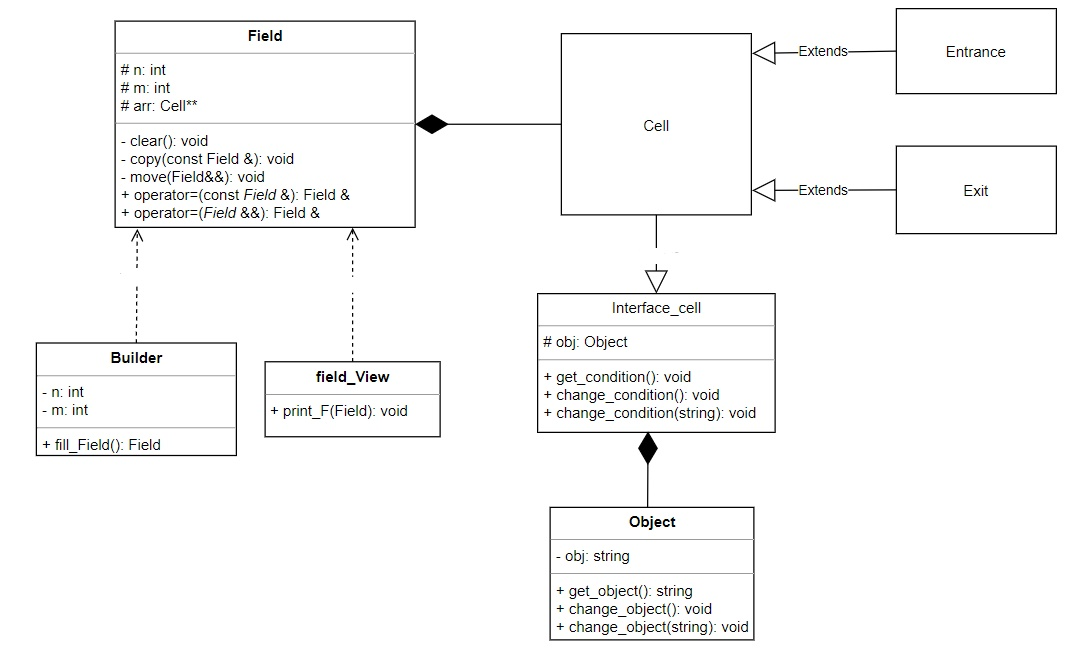 Field
# n: int
# m: int
# arr: Cell**
- clear(): void
- copy(const Field &): void
- move(Field&&): void
+ operator=(const Field &): Field &
+ operator=(Field &&): Field &
Cell
Extends
Entrance
Extends
Exit
Interface_cell
# obj: Object
+ get_condition(): void
+ change_condition(): void
+ change_condition(string): void
Builder
- n: int
- m: int
+ fill_Field(): Field
field_View
+ print_F(Field): void
Object
- obj: string
+ get_object(): string
+ change_object(): void
+ change_object(string): void